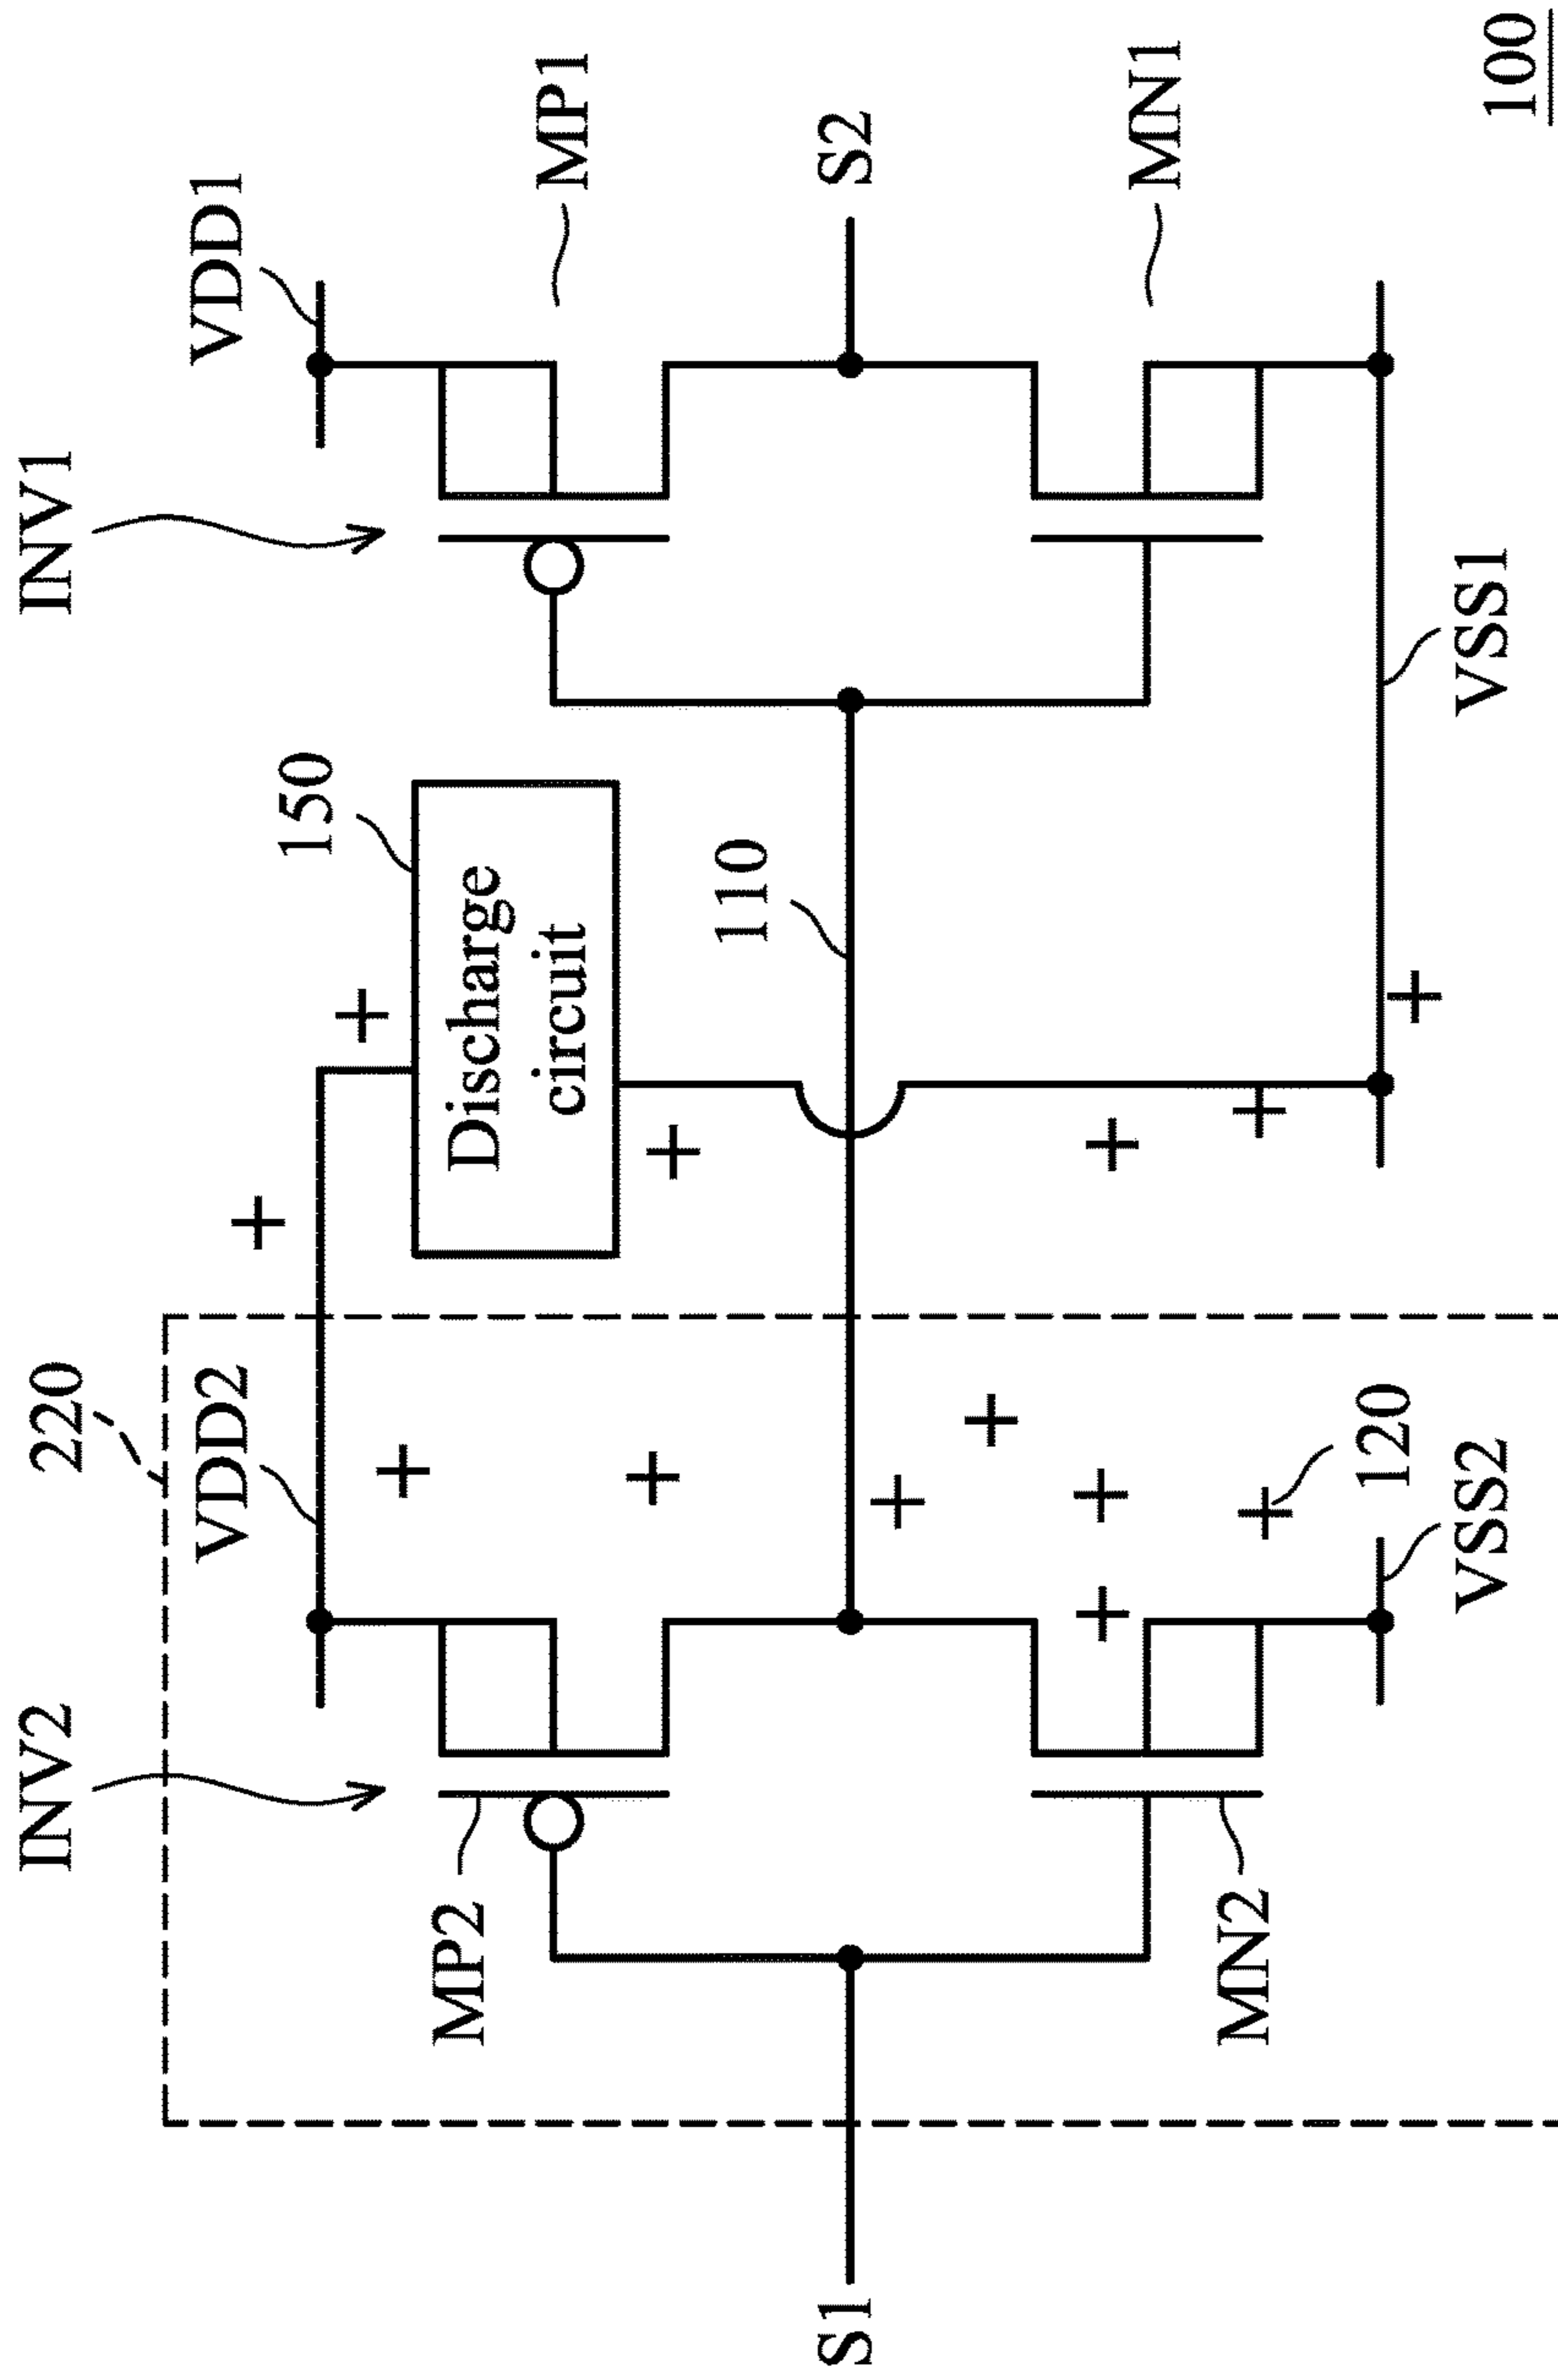 INV2
220
INV1
VDD2
VDD1
150
MP2
Discharge
circuit
MP1
110
S1
S2
MN2
MN1
120
VSS2
VSS1
100